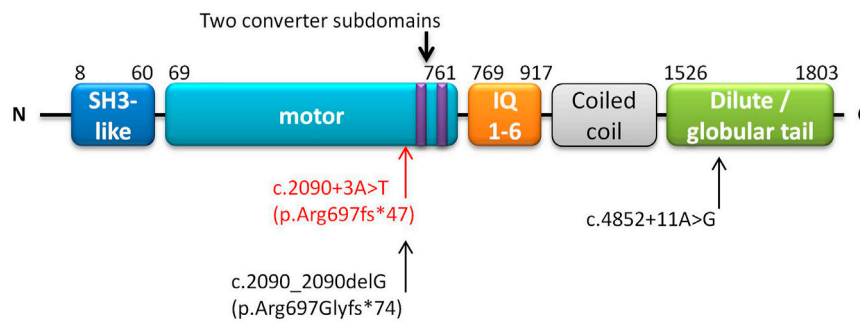 Two converter subdomains
8 60 69 761 769 917 1526 1803
N SH3-like motor IQ 1-6 Coiled coil Dilute / globular tail
c.2090+3A>T
(p.Arg697fs*47)
c.4852+11A>G
c.2090_2090delG
(p.Arg697Glyfs*74)